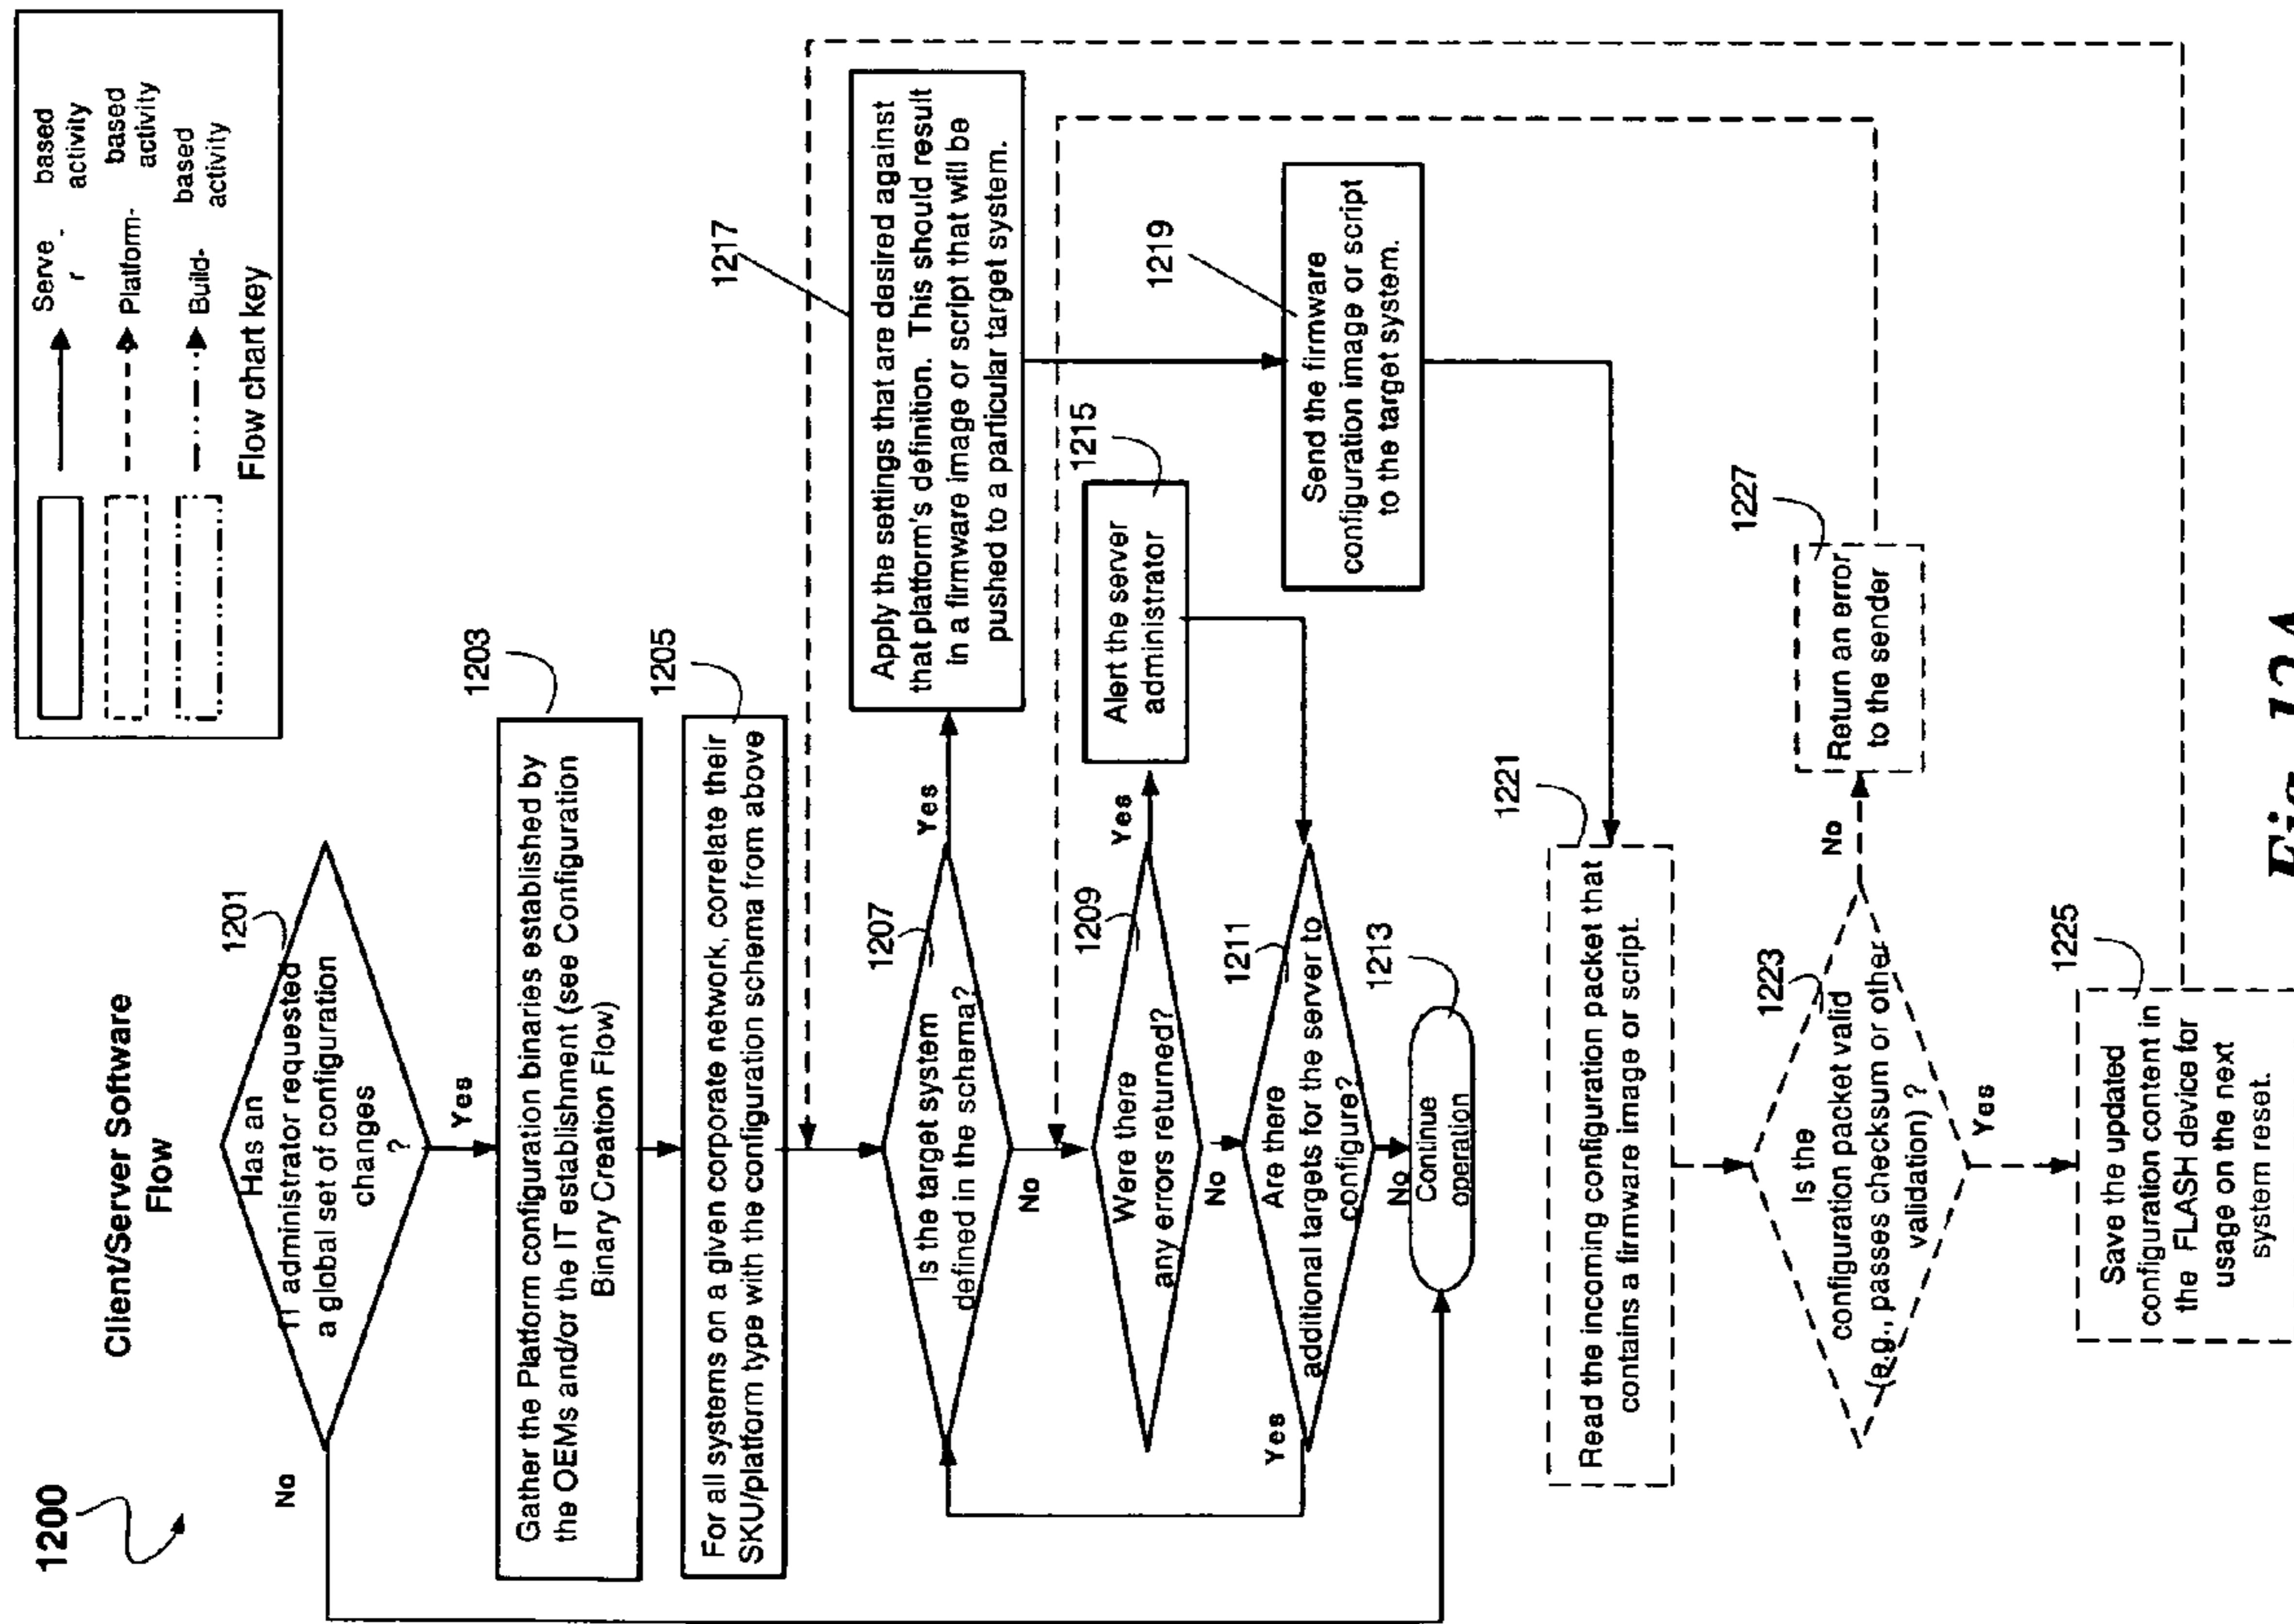 1200
Client/Server Software
Flow
Serve - based
r activity
Platform- based
activity
Build- based
activity
Flow chart key
1201
Has an
IT administrator requested
a global set of configuration
changes
?
No
Yes
1203
Gather the Platform configuration binaries established by
the OEMs and/or the IT establishment (see Configuration
Binary Creation Flow)
1205
For all systems on a given corporate network, correlate their
SKU/platform type with the configuration schema from above
1207
Is the target system
defined in the schema?
Yes
No
1217
Apply the settings that are desired against
that platform's definition. This should result
in a firmware image or script that will be
pushed to a particular target system.
1209
Were there
any errors returned?
Yes
No
1215
Alert the server
administrator
1211
Are there
additional targets for the server to
configure?
Yes
No
1213
Continue
operation
1219
Send the firmware
configuration image or script
to the target system.
1221
Read the incoming configuration packet that
contains a firmware image or script.
1223
Is the
configuration packet valid
(e.g., passes checksum or other
validation) ?
No
Yes
1227
Return an error
to the sender
1225
Save the updated
configuration content in
the FLASH device for
usage on the next
system reset.
Fig. 12A